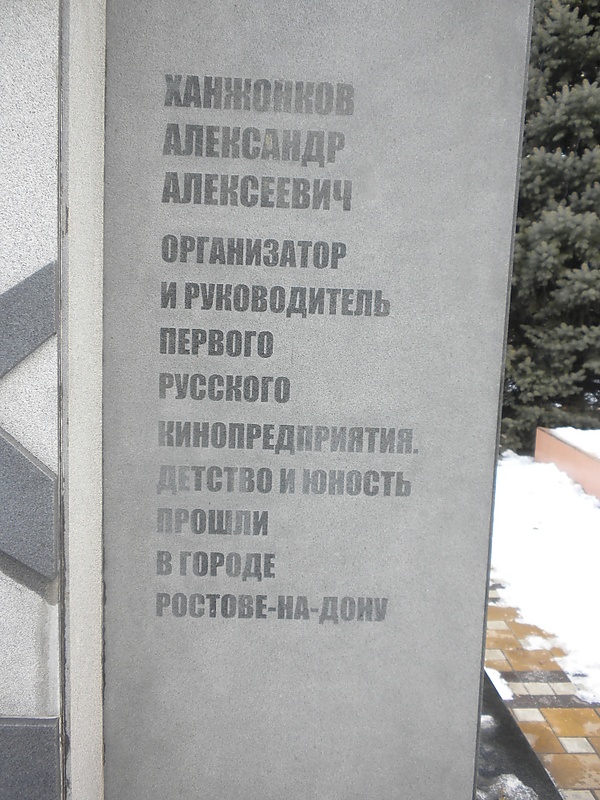 ХАНЖОНКОВ
АЛЕКСАНДР
АЛЕКСЕЕВИЧ
ОРГАНИЗАТОР
И РУКОВОДИТЕЛЬ
ПЕРВОГО
РУССКОГО
КИНОПРЕДПРИЯТИЯ.
ДЕТСТВО И ЮНОСТЬ
ПРОШЛИ
В ГОРОДЕ
РОСТОВЕ-НА-ДОНУ